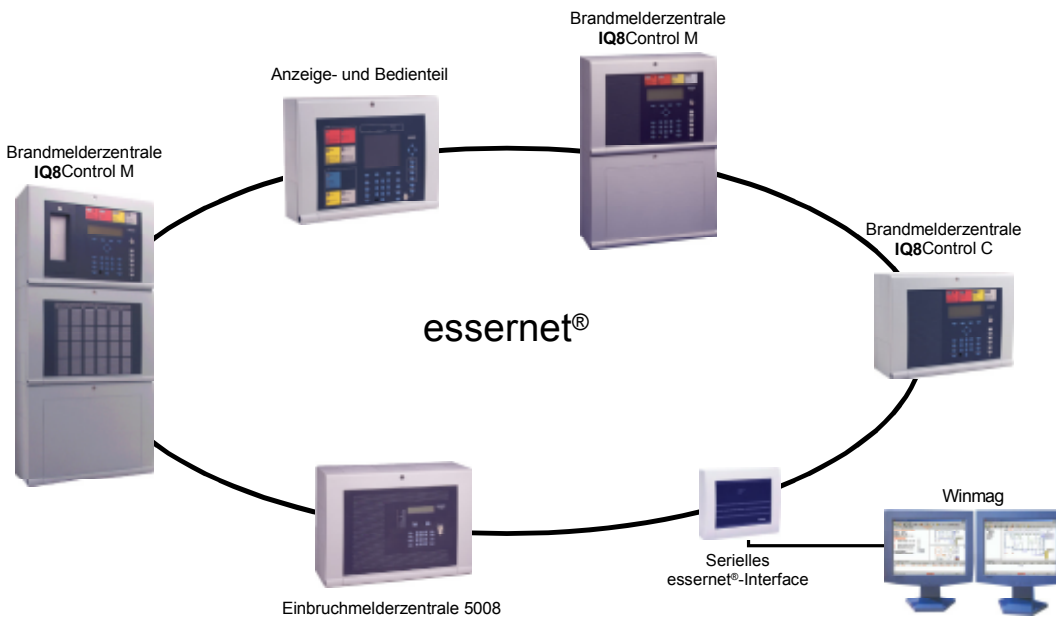 Brandmelderzentrale
IQ8Control M
Anzeige- und Bedienteil
Brandmelderzentrale
IQ8Control M
Brandmelderzentrale
IQ8Control C
essernet®
Winmag
Serielles
essernet®-Interface
Einbruchmelderzentrale 5008